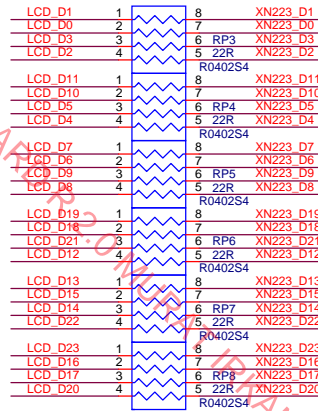 LCD_D1 1 8 XN223_D1
LCD_D0 2 7 XN223_D0
LCD_D3 3 6 RP3 XN223_D3
LCD_D2 4 5 22R XN223_D2
R0402S4
LCD_D11 1 8 XN223_D11
LCD_D10 2 7 XN223_D10
LCD_D5 3 6 RP4 XN223_D5
LCD_D4 4 5 22R XN223_D4
R0402S4
LCD_D7 1 8 XN223_D7
LCD_D6 2 7 XN223_D6
LCD_D9 3 6 RP5 XN223_D9
LCD_D8 4 5 22R XN223_D8
R0402S4
LCD_D19 1 8 XN223_D19
LCD_D18 2 7 XN223_D18
LCD_D21 3 6 RP6 XN223_D21
LCD_D12 4 5 22R XN223_D12
R0402S4
LCD_D13 1 8 XN223_D13
LCD_D15 2 7 XN223_D15
LCD_D14 3 6 RP7 XN223_D14
LCD_D22 4 5 22R XN223_D22
R0402S4
LCD_D23 1 8 XN223_D23
LCD_D16 2 7 XN223_D16
LCD_D17 3 6 RP8 XN223_D17
LCD_D20 4 5 22R XN223_D20
R0402S4
2.0 MURAT